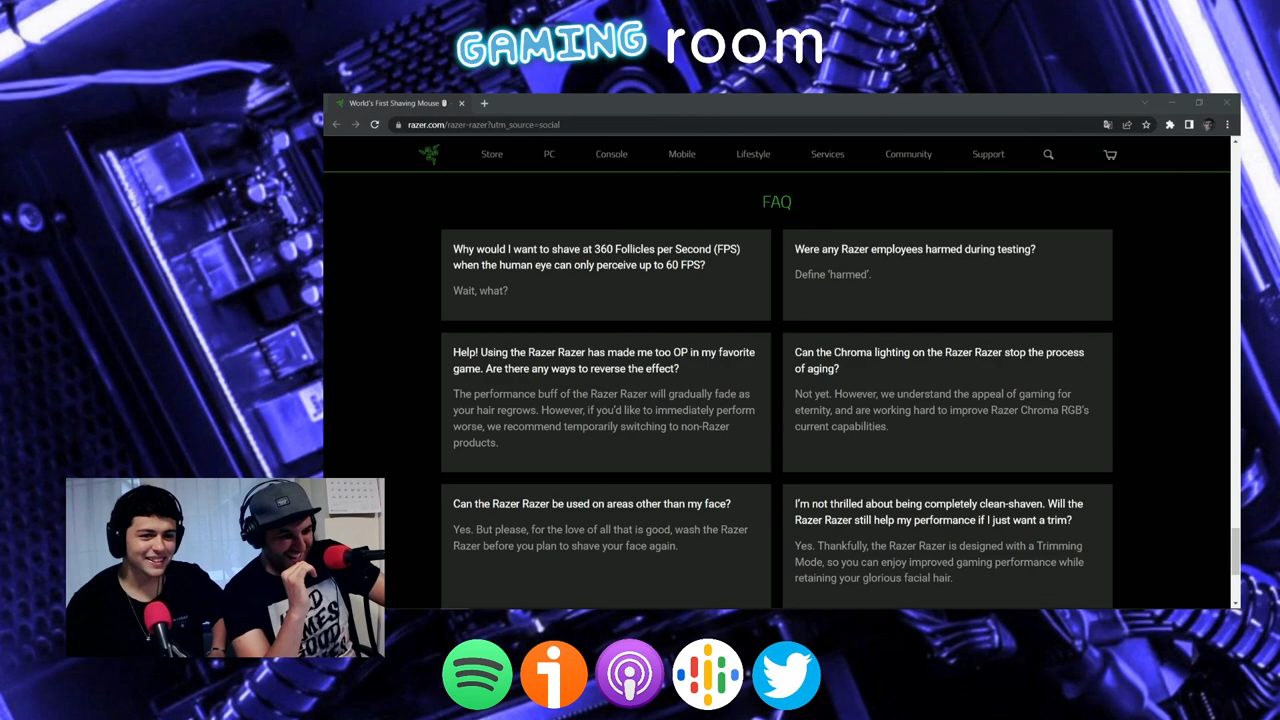 GAMING room
World's First Shaving Mouse
razer.com/razer-razer?utm_source=social
Store PC Console Mobile Lifestyle Services Community Support
FAQ
Why would I want to shave at 360 Follicles per Second (FPS)
when the human eye can only perceive up to 60 FPS?
Wait, what?
Were any Razer employees harmed during testing?
Define ‘harmed’.
Help! Using the Razer Razer has made me too OP in my favorite
game. Are there any ways to reverse the effect?
The performance buff of the Razer Razer will gradually fade as
your hair regrows. However, if you’d like to immediately perform
worse, we recommend temporarily switching to non-Razer
products.
Can the Chroma lighting on the Razer Razer stop the process
of aging?
Not yet. However, we understand the appeal of gaming for
eternity, and are working hard to improve Razer Chroma RGB’s
current capabilities.
Can the Razer Razer be used on areas other than my face?
Yes. But please, for the love of all that is good, wash the Razer
Razer before you plan to shave your face again.
I’m not thrilled about being completely clean-shaven. Will the
Razer Razer still help my performance if I just want a trim?
Yes. Thankfully, the Razer Razer is designed with a Trimming
Mode, so you can enjoy improved gaming performance while
retaining your glorious facial hair.